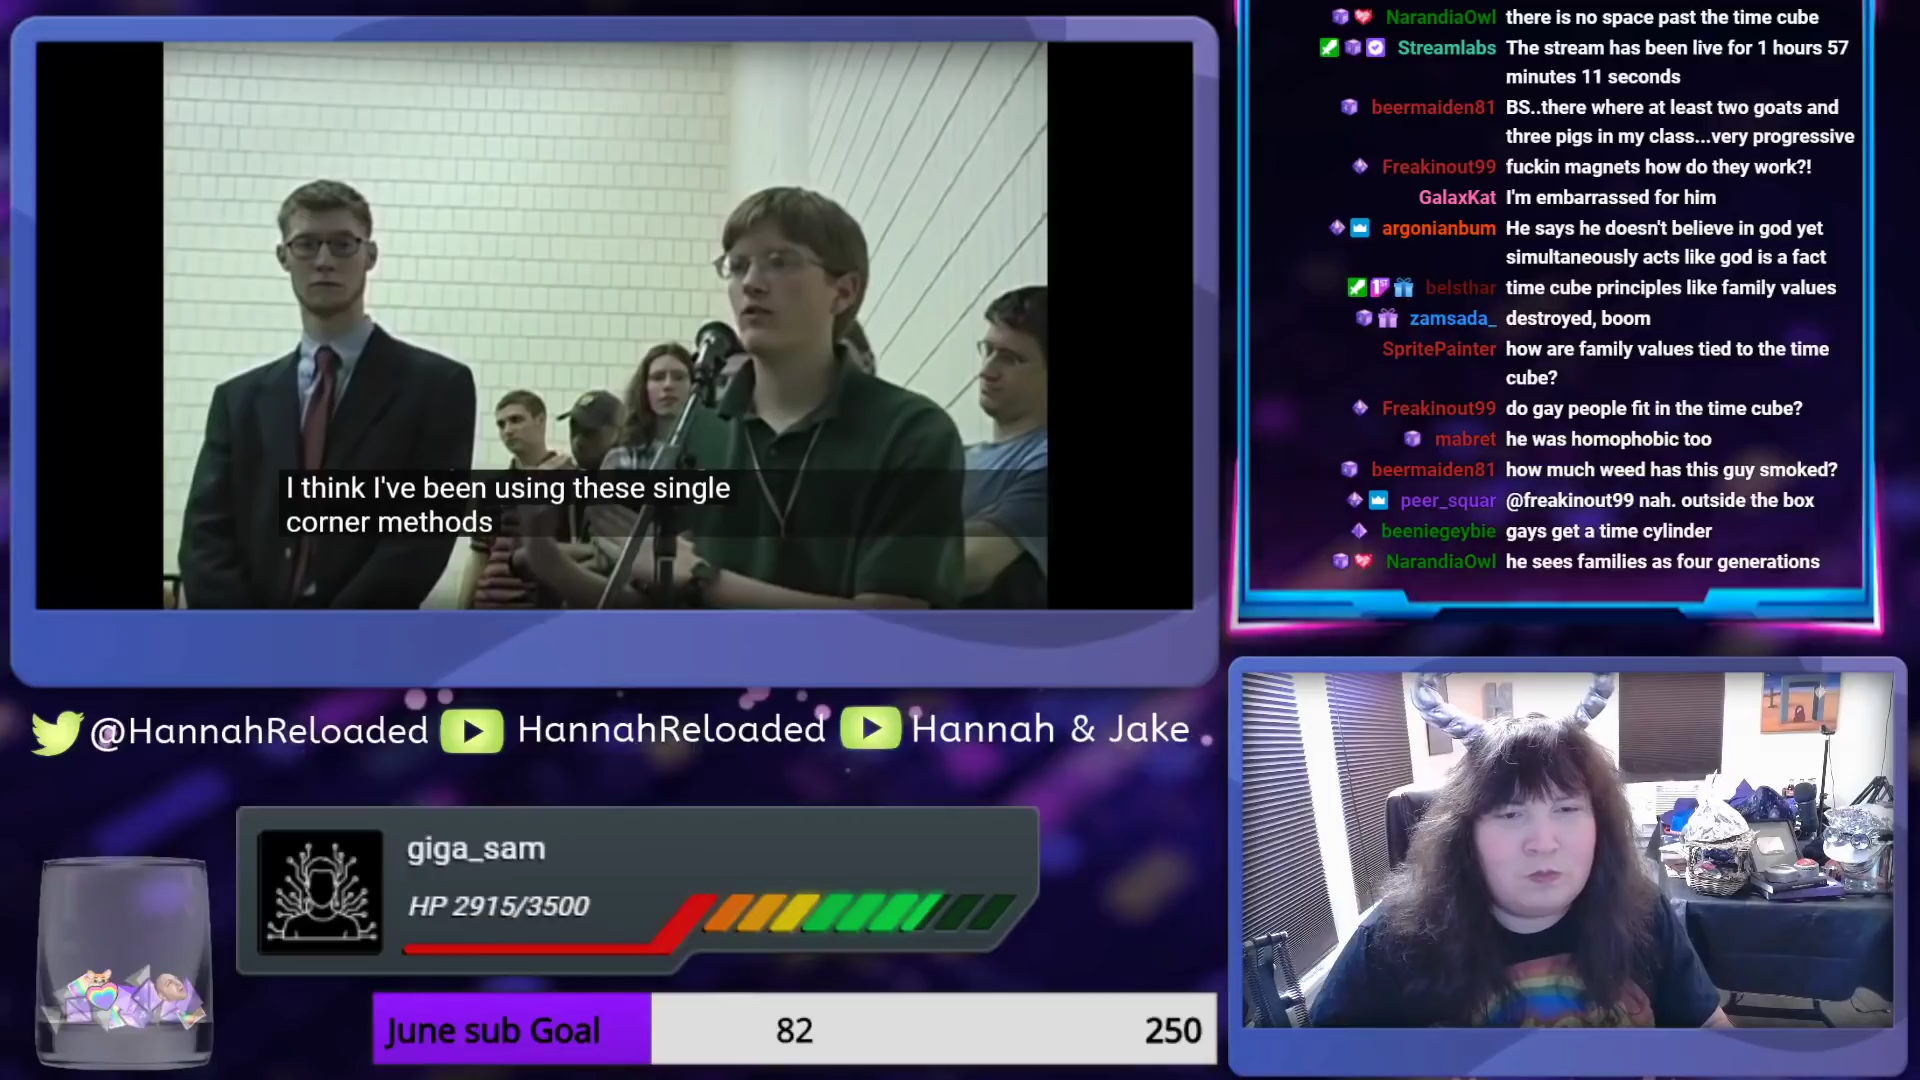 I think I've been using these single
corner methods
NarandiaOwl there is no space past the time cube
Streamlabs The stream has been live for 1 hours 57
minutes 11 seconds
beermaiden81 BS..there where at least two goats and
three pigs in my class...very progressive
Freakinout99 fuckin magnets how do they work?!
GalaxKat I'm embarrassed for him
argonianbum He says he doesn't believe in god yet
simultaneously acts like god is a fact
belsthar time cube principles like family values
zamsada_ destroyed, boom
SpritePainter how are family values tied to the time
cube?
Freakinout99 do gay people fit in the time cube?
mabret he was homophobic too
beermaiden81 how much weed has this guy smoked?
peer_squar @freakinout99 nah. outside the box
beeniegeybie gays get a time cylinder
NarandiaOwl he sees families as four generations
@HannahReloaded HannahReloaded Hannah & Jake
giga_sam
HP 2915/3500
June sub Goal 82 250